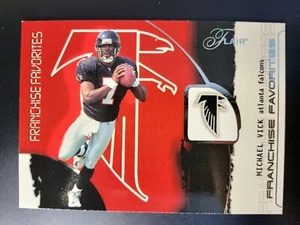 FRANCHISE FAVORITES
FLAIR
7
MICHAEL VICK atlanta falcons
FRANCHISE FAVORITES